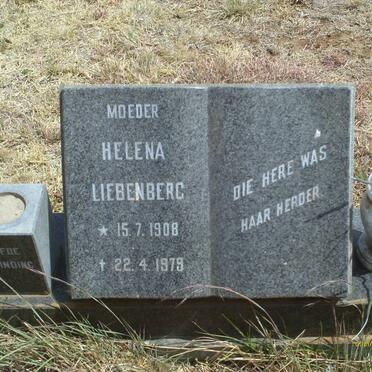 MOEDER
HELENA
LIEBENBERG
* 15.7.1908
† 22.4.1979
DIE HERE WAS
HAAR HERDER